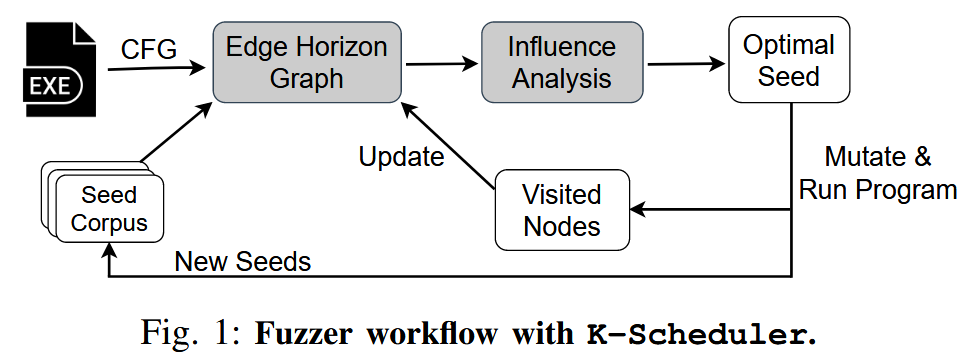 EXE
CFG
Edge Horizon
Graph
Influence
Analysis
Optimal
Seed
Update
Mutate &
Run Program
Seed
Corpus
Visited
Nodes
New Seeds
Fig. 1: Fuzzer workflow with K-Scheduler.